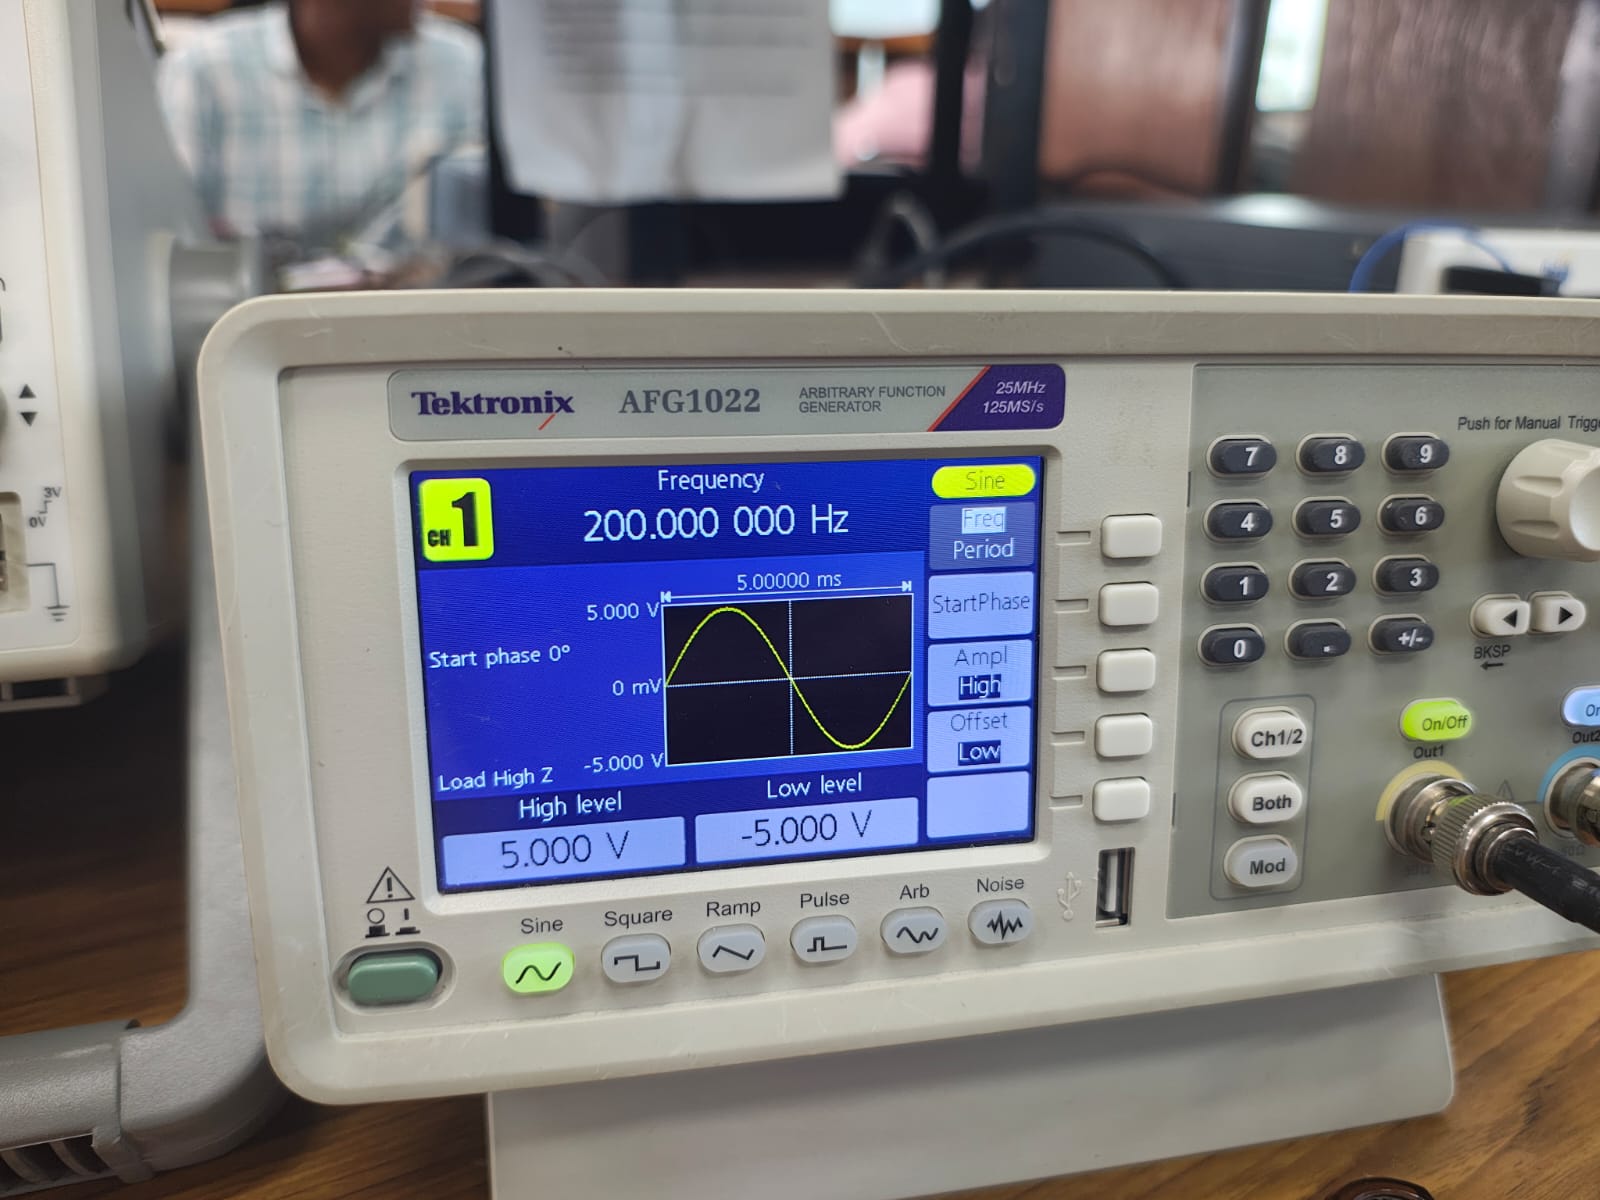 3V
0V
Tektronix AFG1022 ARBITRARY FUNCTION
GENERATOR
25MHz
125MS/s
CH 1
Frequency
200.000 000 Hz
5.00000 ms
5.000 V
Start phase 0°
0 mV
-5.000 V
Load High Z
High level
5.000 V
Low level
-5.000 V
Sine
Freq
Period
StartPhase
Ampl
High
Offset
Low
Sine
Square
Ramp
Pulse
Arb
Noise
Push for Manual
7 8 9
4 5 6
1 2 3
0 . +/-
BKSP
Ch1/2
Both
Mod
On/Off
Out1